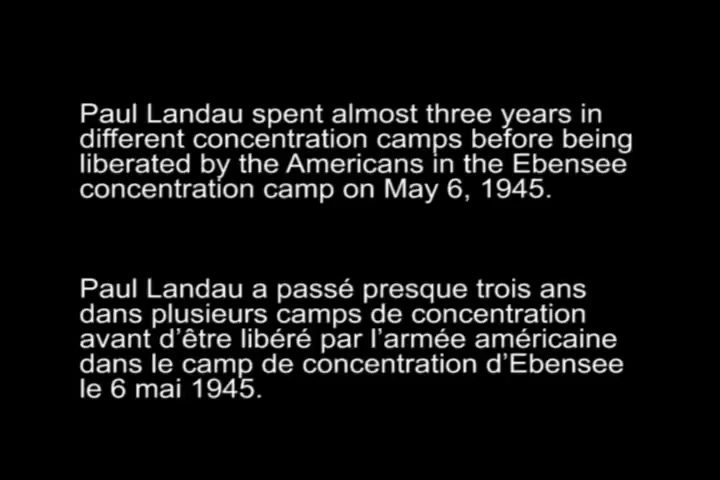 Paul Landau spent almost three years in
different concentration camps before being
liberated by the Americans in the Ebensee
concentration camp on May 6, 1945.
Paul Landau a passé presque trois ans
dans plusieurs camps de concentration
avant d'être libéré par l'armée américaine
dans le camp de concentration d'Ebensee
le 6 mai 1945.